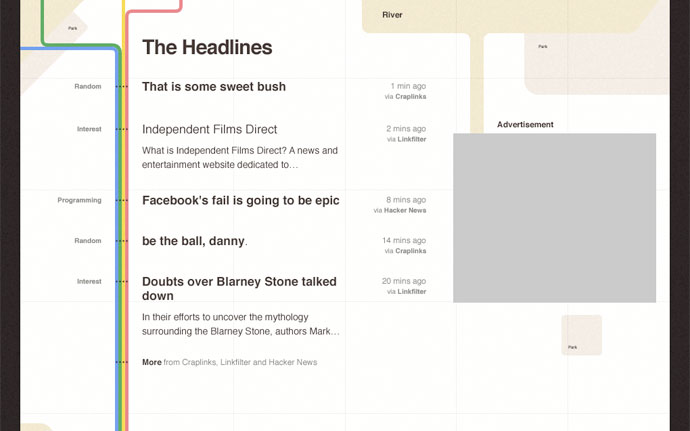 River
Park
Park
The Headlines
Random
That is some sweet bush
1 min ago
via Craplinks
Advertisement
Interest
Independent Films Direct
2 mins ago
via Linkfilter
What is Independent Films Direct? A news and
entertainment website dedicated to…
Programming
Facebook's fail is going to be epic
8 mins ago
via Hacker News
Random
be the ball, danny.
14 mins ago
via Craplinks
Interest
Doubts over Blarney Stone talked
down
20 mins ago
via Linkfilter
In their efforts to uncover the mythology
surrounding the Blarney Stone, authors Mark…
Park
More from Craplinks, Linkfilter and Hacker News